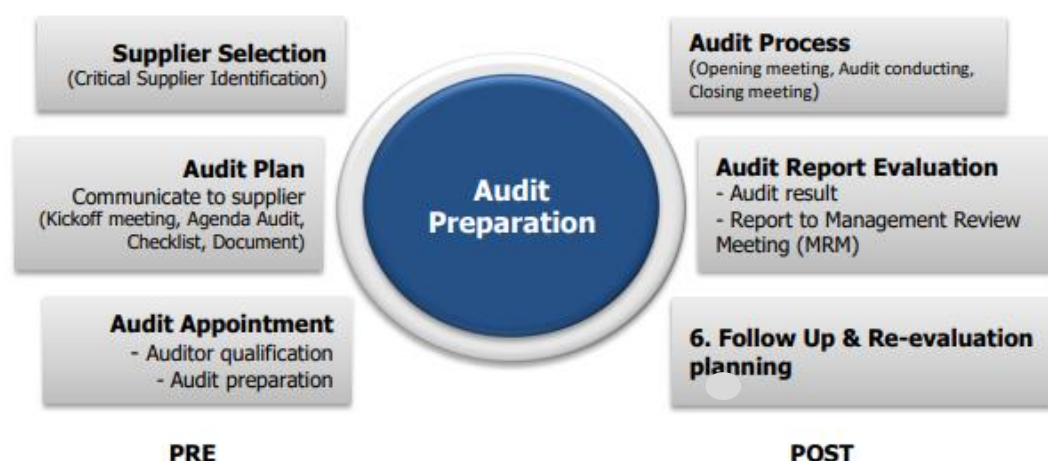 Supplier Selection
(Critical Supplier Identification)
Audit Plan
Communicate to supplier
(Kickoff meeting, Agenda Audit,
Checklist, Document)
Audit Appointment
- Auditor qualification
- Audit preparation
PRE
Audit
Preparation
Audit Process
(Opening meeting, Audit conducting,
Closing meeting)
Audit Report Evaluation
- Audit result
- Report to Management Review
Meeting (MRM)
6. Follow Up & Re-evaluation
planning
POST